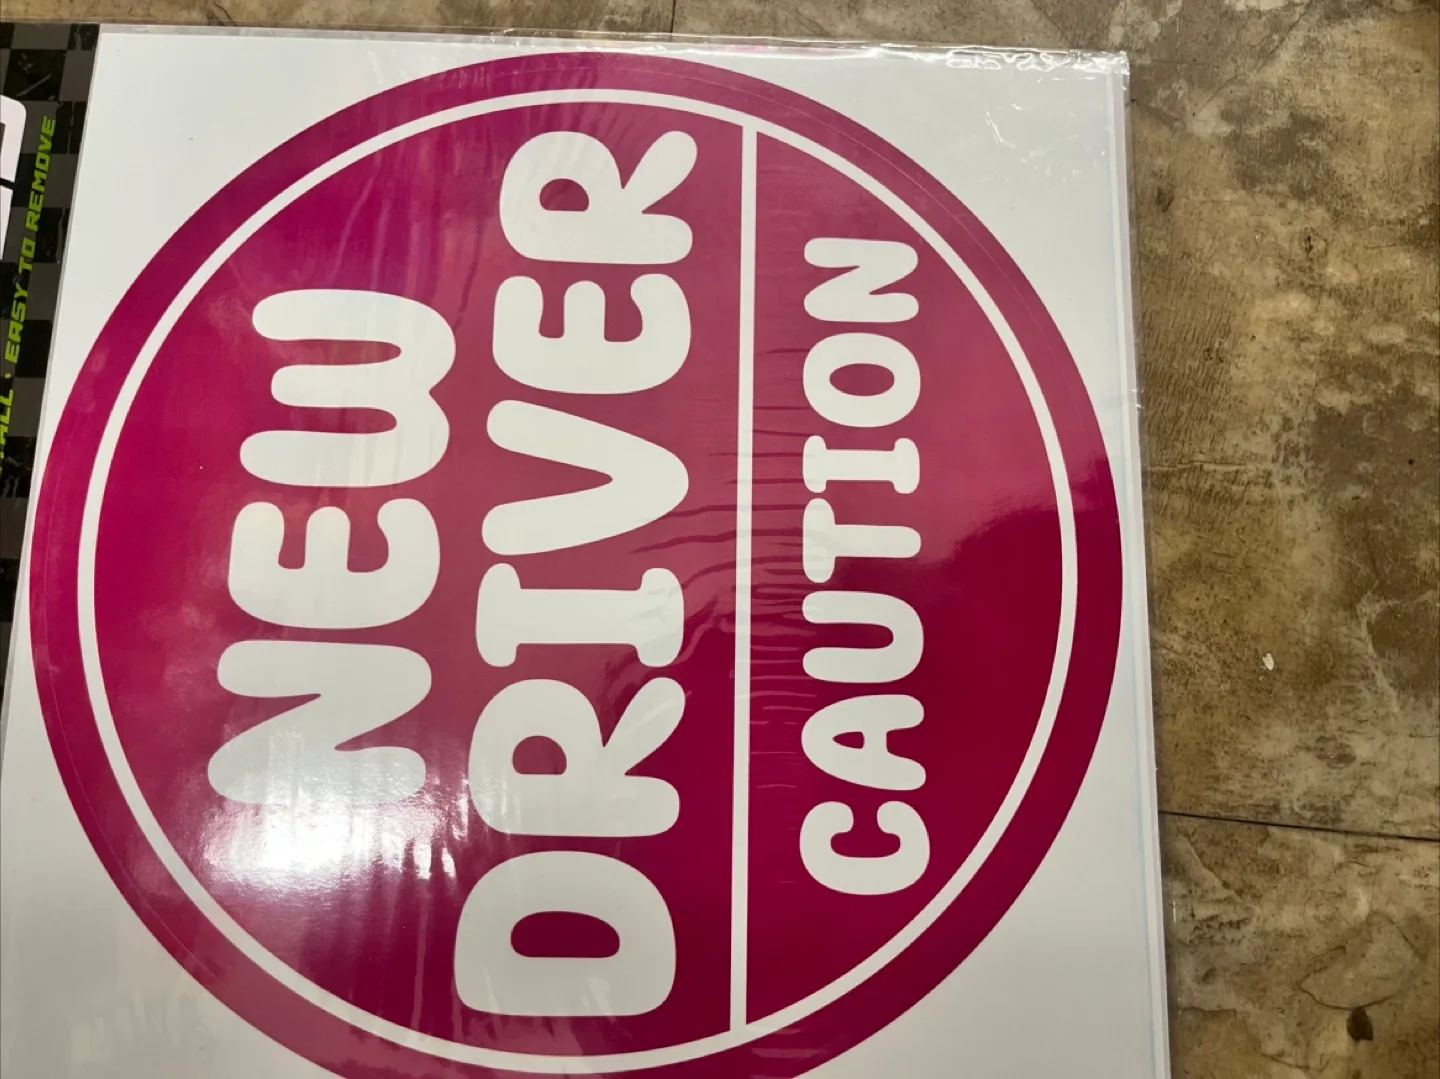 NEW
DRIVER
CAUTION
. EASY TO REMOVE